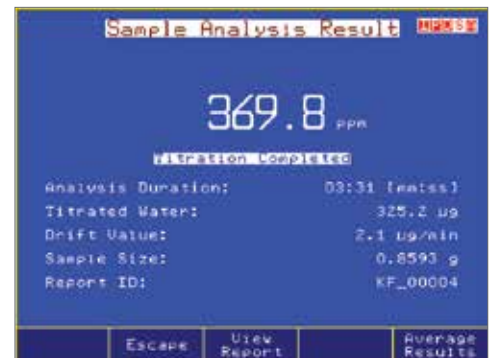 Sample Analysis Result
369.8 ppm
Titration Completed
Analysis Duration: 03:31 [mm:ss]
Titrated Water: 325.2 µg
Drift Value: 2.1 µg/min
Sample Size: 0.8593 g
Report ID: KF_00004
Escape View Report Average Results